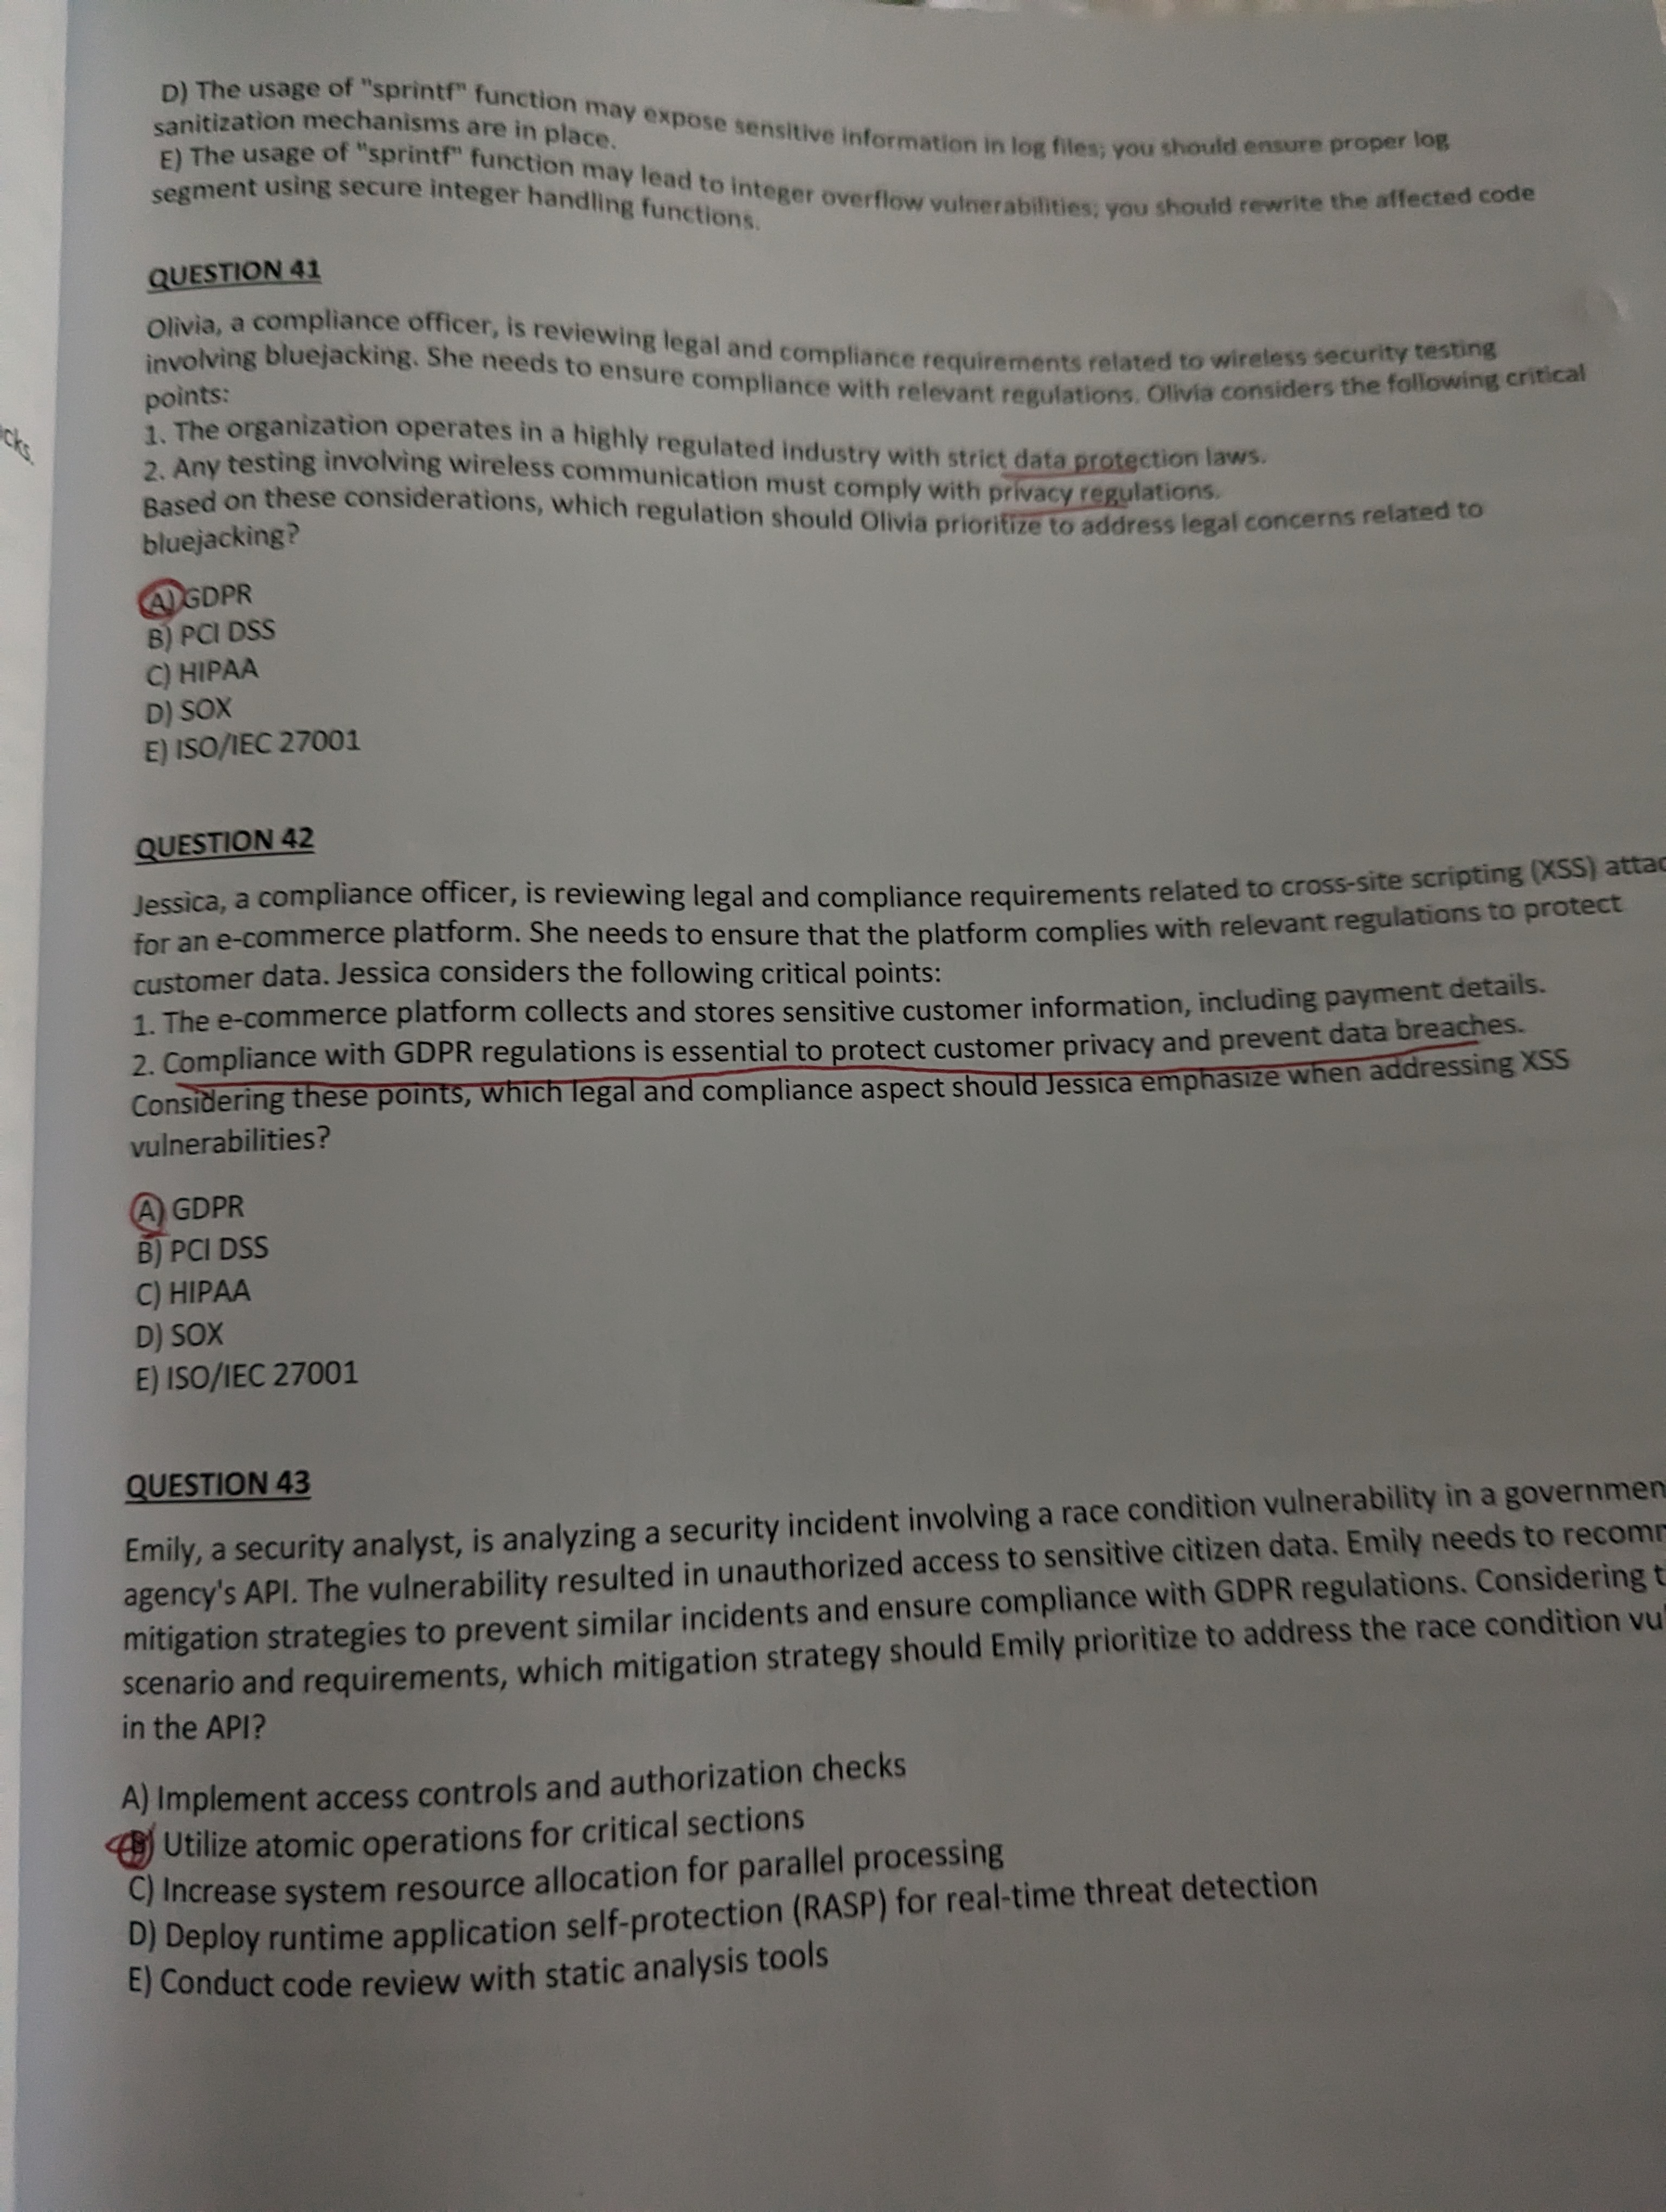 D) The usage of "sprintf" function may expose sensitive information in log files; you should ensure proper log
sanitization mechanisms are in place.
E) The usage of "sprintf" function may lead to integer overflow vulnerabilities; you should rewrite the affected code
segment using secure integer handling functions.
QUESTION 41
Olivia, a compliance officer, is reviewing legal and compliance requirements related to wireless security testing
involving bluejacking. She needs to ensure compliance with relevant regulations. Olivia considers the following critical
points:
1. The organization operates in a highly regulated industry with strict data protection laws.
2. Any testing involving wireless communication must comply with privacy regulations.
Based on these considerations, which regulation should Olivia prioritize to address legal concerns related to
bluejacking?
A) GDPR
B) PCI DSS
C) HIPAA
D) SOX
E) ISO/IEC 27001
QUESTION 42
Jessica, a compliance officer, is reviewing legal and compliance requirements related to cross-site scripting (XSS)
for an e-commerce platform. She needs to ensure that the platform complies with relevant regulations to protect
customer data. Jessica considers the following critical points:
1. The e-commerce platform collects and stores sensitive customer information, including payment details.
2. Compliance with GDPR regulations is essential to protect customer privacy and prevent data breaches.
Considering these points, which legal and compliance aspect should Jessica emphasize when addressing XSS
vulnerabilities?
A) GDPR
B) PCI DSS
C) HIPAA
D) SOX
E) ISO/IEC 27001
QUESTION 43
Emily, a security analyst, is analyzing a security incident involving a race condition vulnerability in a
agency's API. The vulnerability resulted in unauthorized access to sensitive citizen data. Emily needs to
mitigation strategies to prevent similar incidents and ensure compliance with GDPR regulations. Considering
scenario and requirements, which mitigation strategy should Emily prioritize to address the race condition
in the API?
A) Implement access controls and authorization checks
B) Utilize atomic operations for critical sections
C) Increase system resource allocation for parallel processing
D) Deploy runtime application self-protection (RASP) for real-time threat detection
E) Conduct code review with static analysis tools